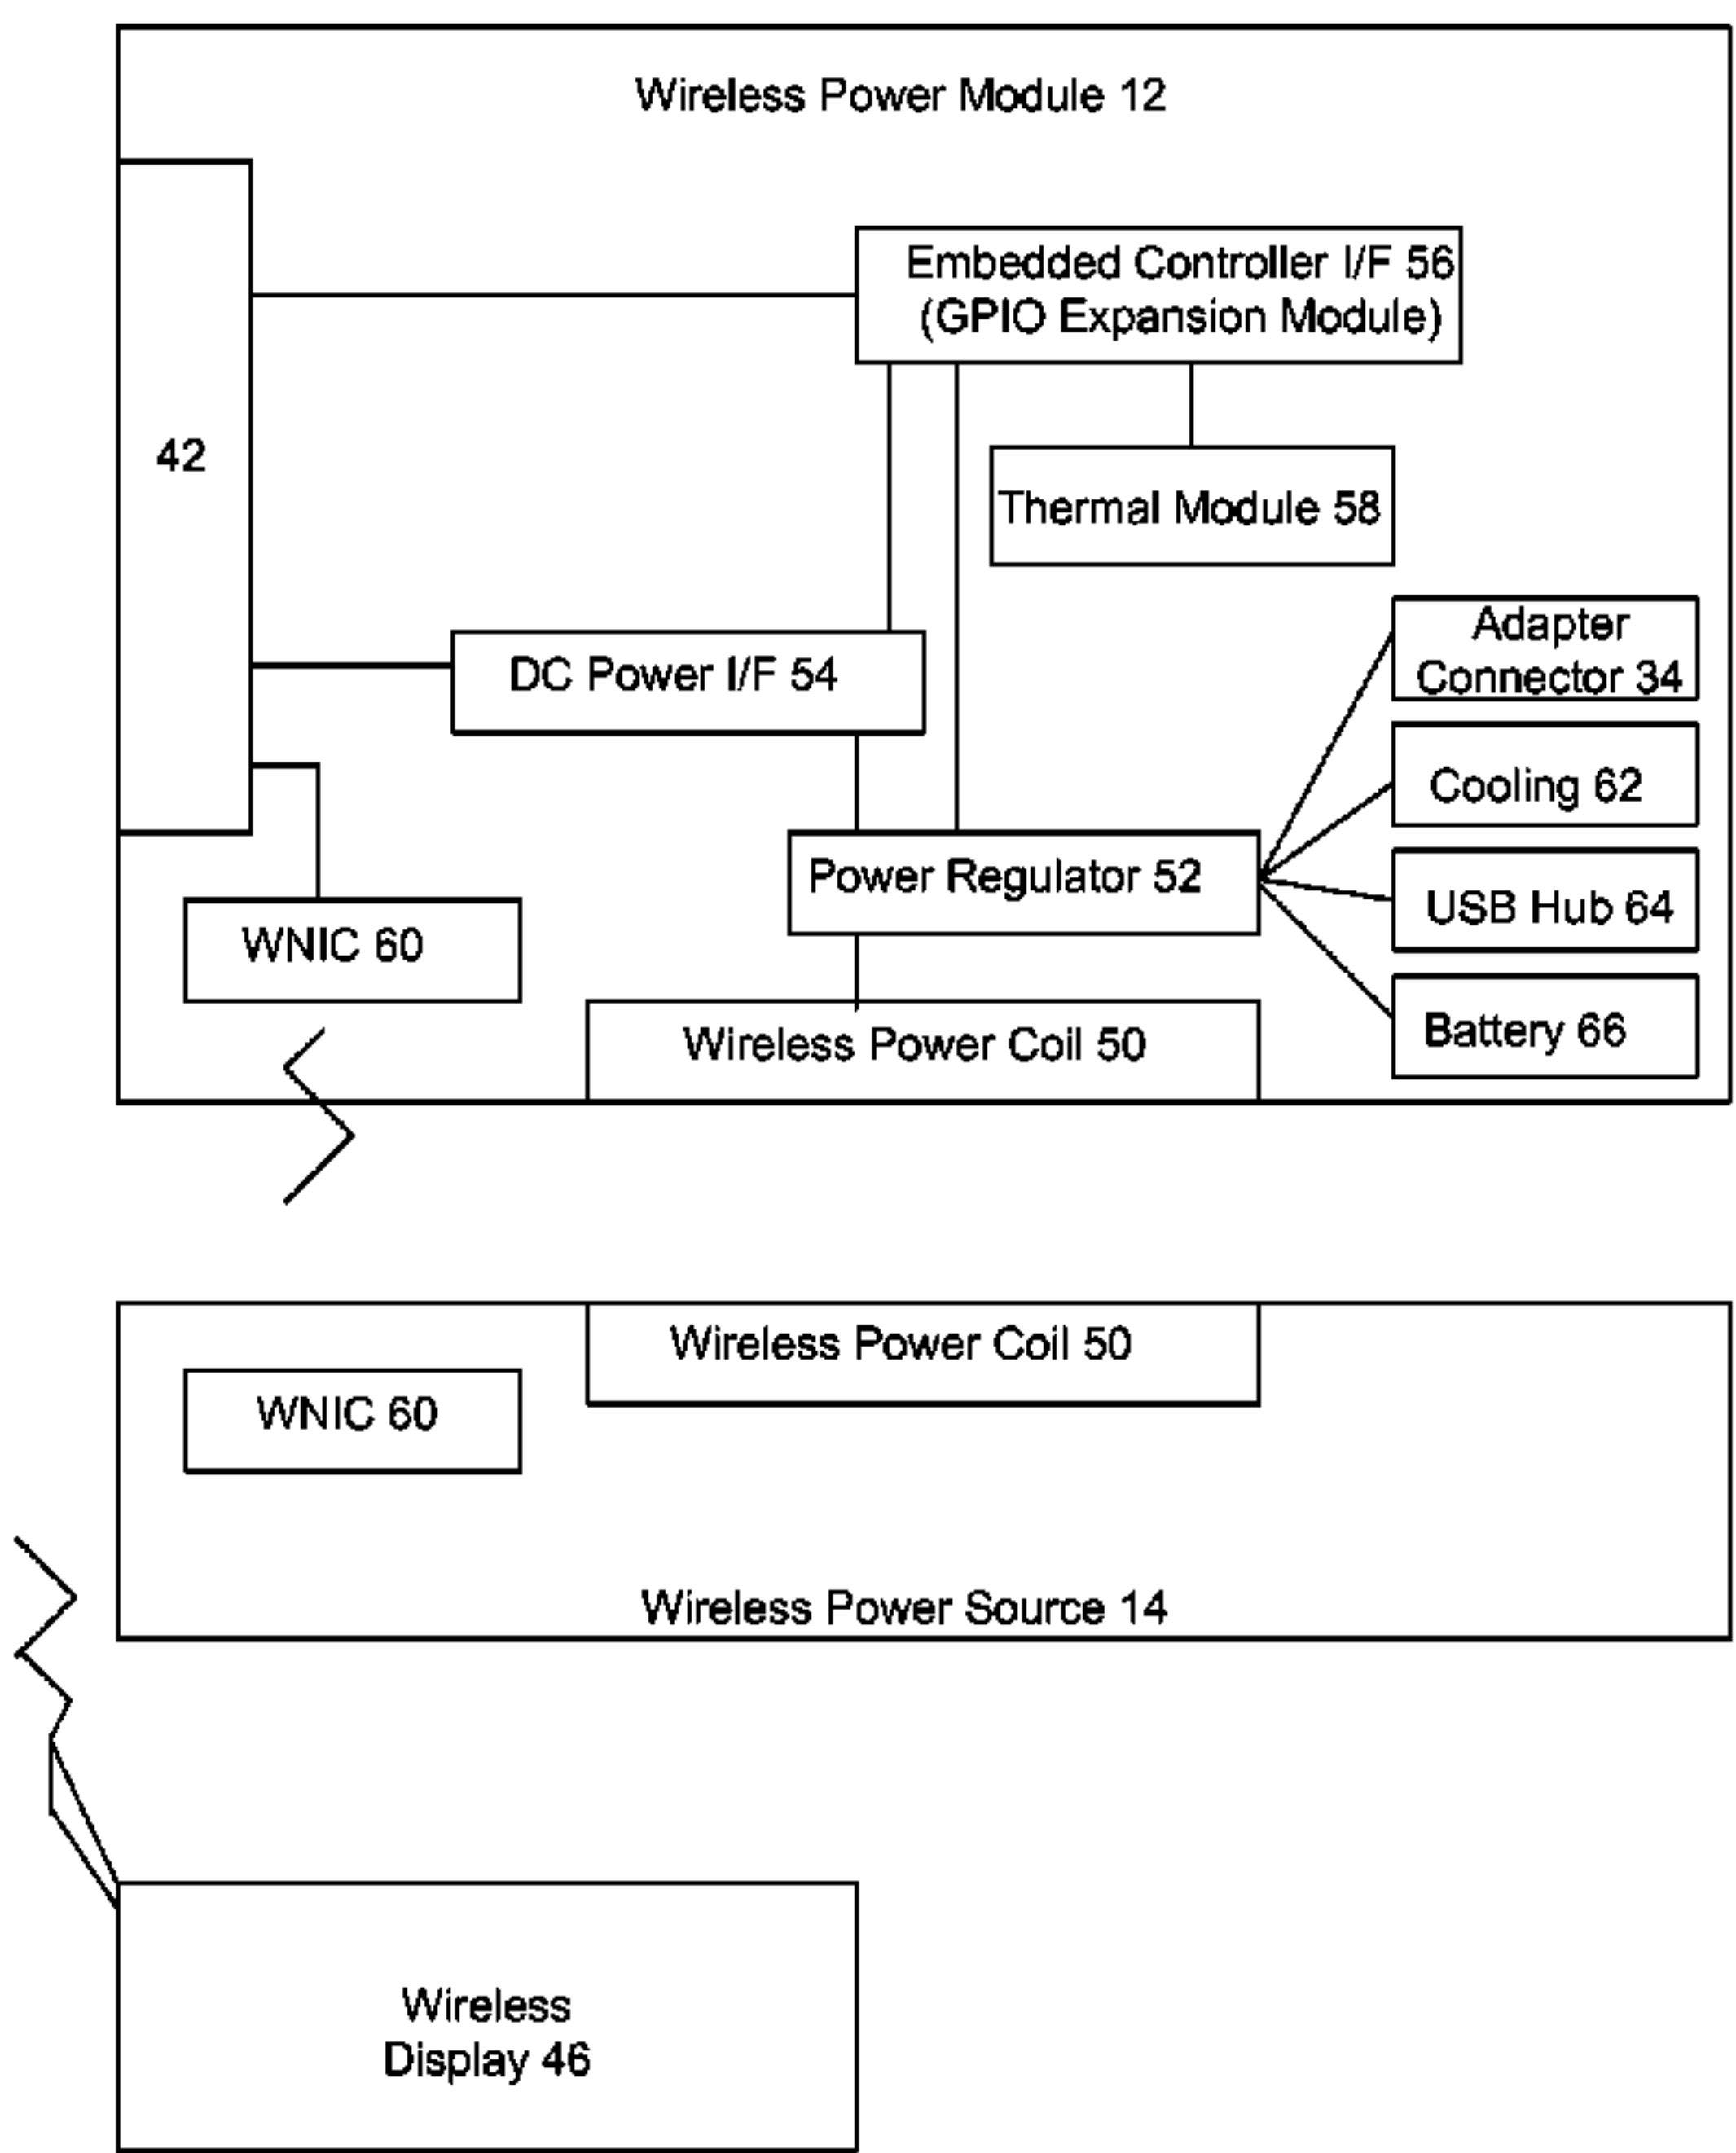 Wireless Power Module 12
Embedded Controller I/F 56
(GPIO Expansion Module)
42
Thermal Module 58
Adapter
Connector 34
DC Power I/F 54
Cooling 62
Power Regulator 52
USB Hub 64
WNIC 60
Battery 66
Wireless Power Coil 50
Wireless Power Coil 50
WNIC 60
Wireless Power Source 14
Wireless
Display 46